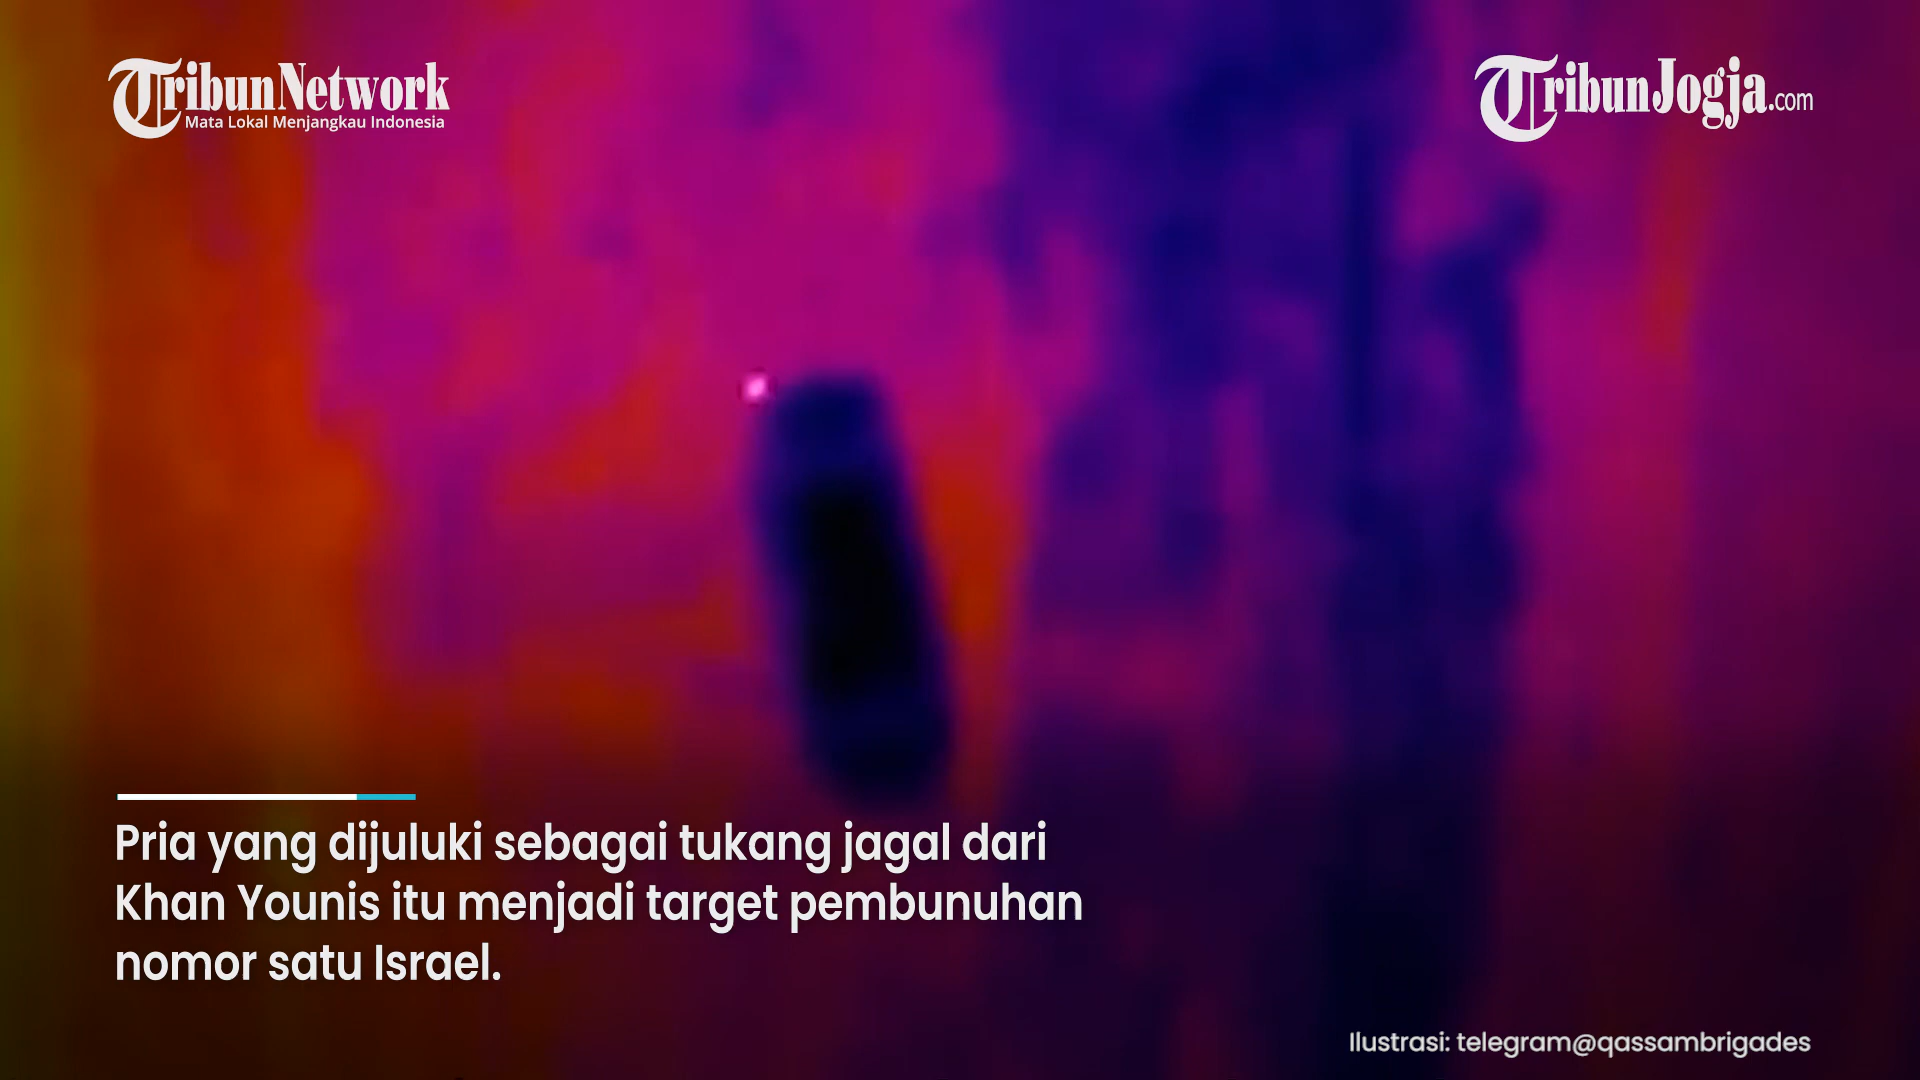 TribunNetwork
Mata Lokal Menjangkau Indonesia
TribunJogja.com
Pria yang dijuluki sebagai tukang jagal dari
Khan Younis itu menjadi target pembunuhan
nomor satu Israel.
Ilustrasi: telegram@qassambrigades